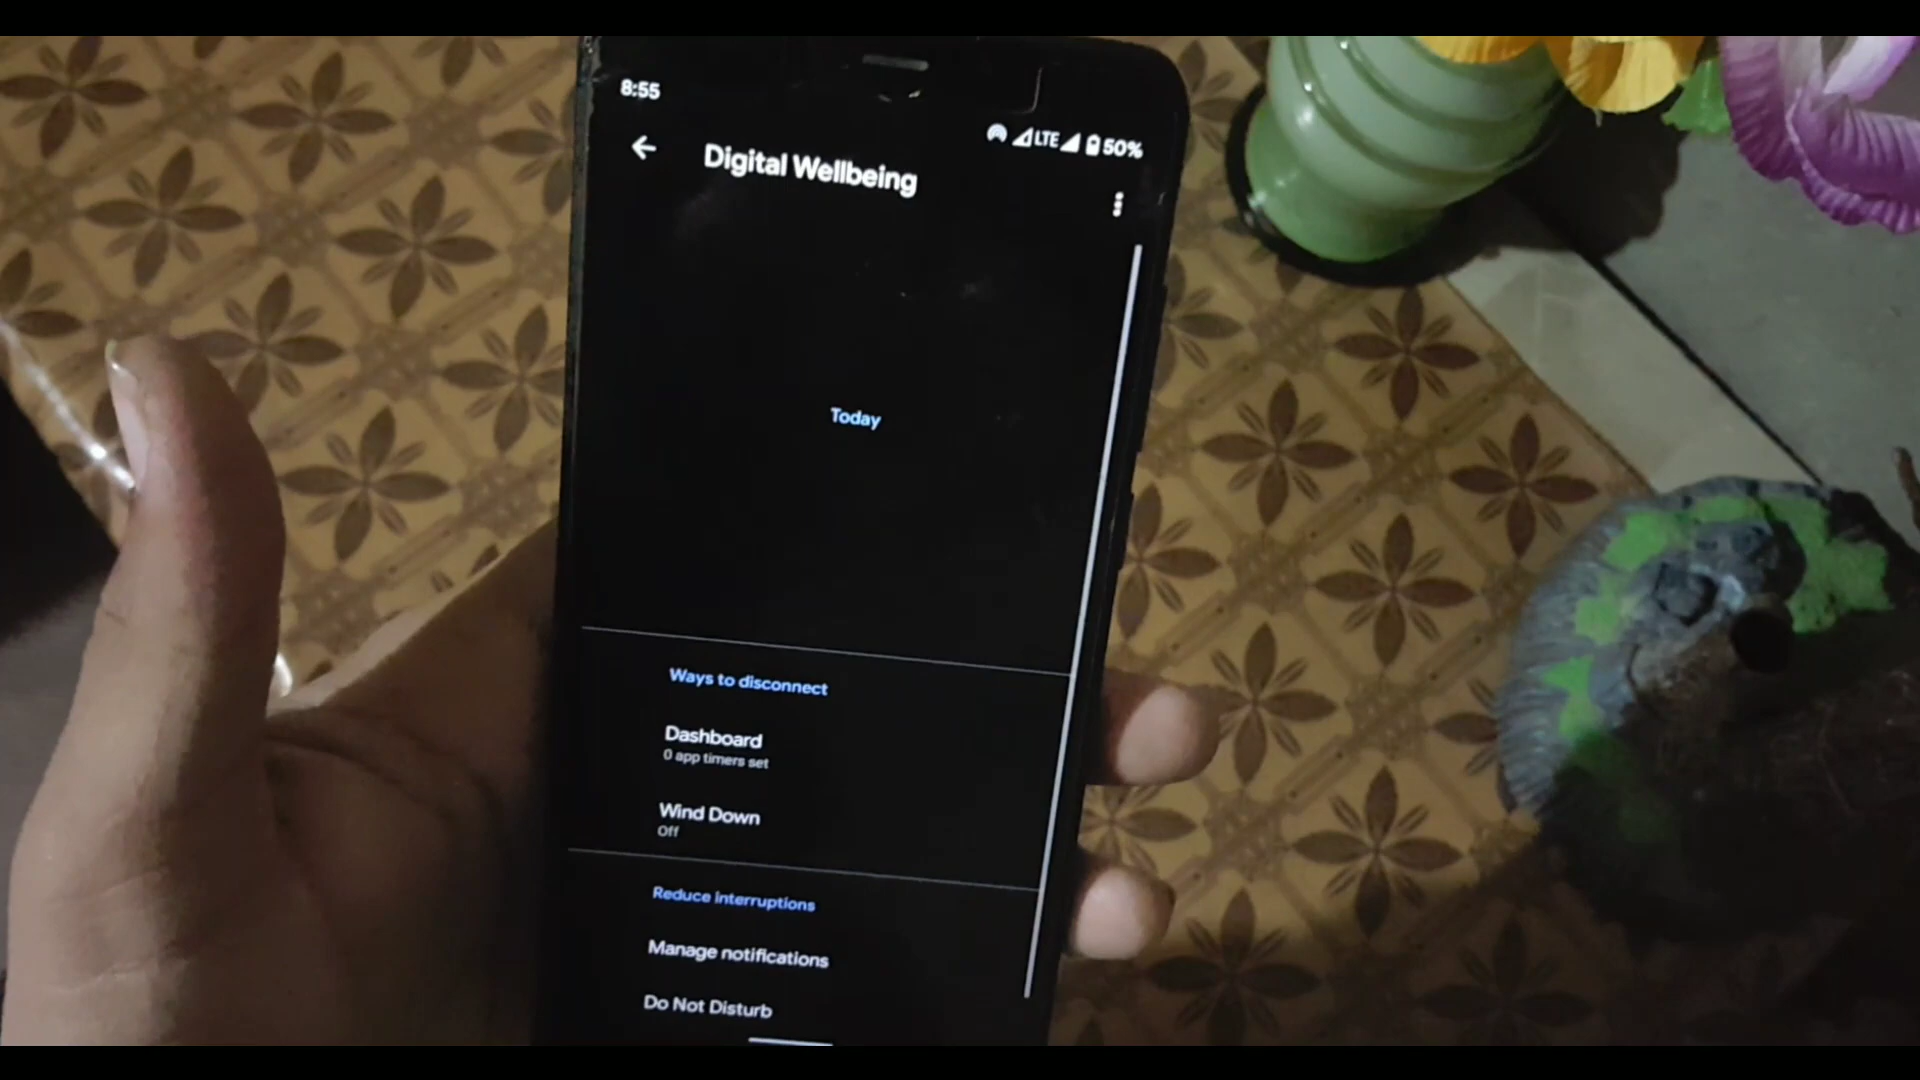 8:55
LTE 50%
Digital Wellbeing
Today
Ways to disconnect
Dashboard
0 app timers set
Wind Down
Off
Reduce interruptions
Manage notifications
Do Not Disturb